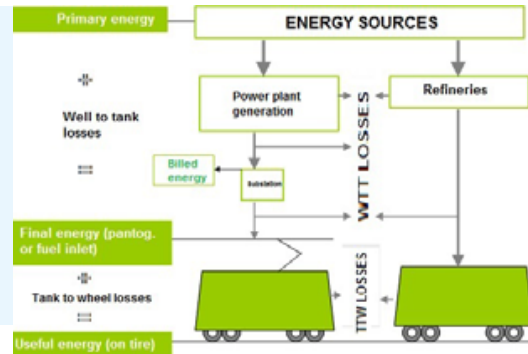 Primary energy
ENERGY SOURCES
Well to tank
losses
Power plant
generation
Refineries
WTT LOSSES
Billed
energy
Substation
Final energy (pantog.
or fuel inlet)
Tank to wheel losses
TTW LOSSES
Useful energy (on tire)